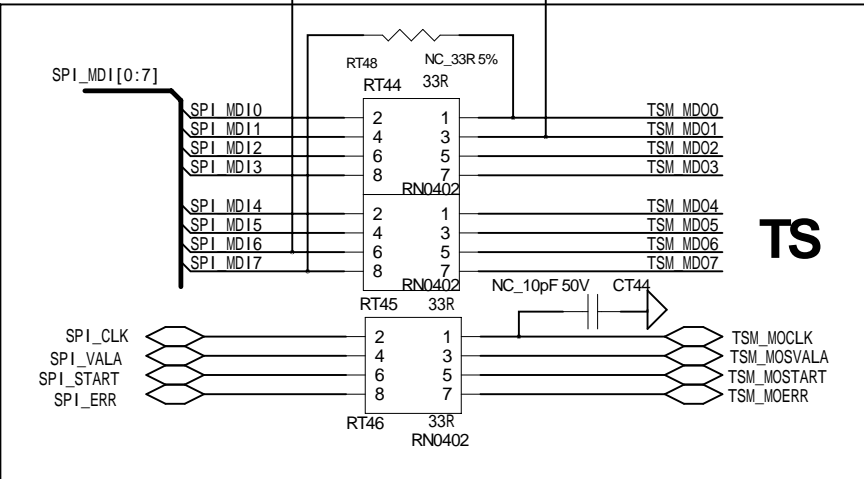 RT48 NC_33R 5%
SPI_MDI[0:7]
RT44 33R
SPI_MDI0 2 1 TSM_MDO0
SPI_MDI1 4 3 TSM_MDO1
SPI_MDI2 6 5 TSM_MDO2
SPI_MDI3 8 7 TSM_MDO3
RN0402
SPI_MDI4 2 1 TSM_MDO4
SPI_MDI5 4 3 TSM_MDO5
SPI_MDI6 6 5 TSM_MDO6
SPI_MDI7 8 7 TSM_MDO7
TS
RN0402
NC_10pF 50V CT44
RT45 33R
SPI_CLK 2 1 TSM_MOCLK
SPI_VALA 4 3 TSM_MOSVALA
SPI_START 6 5 TSM_MOSTART
SPI_ERR 8 7 TSM_MOERR
RT46 33R
RN0402